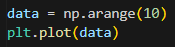 data = np.arange(10)
plt.plot(data)